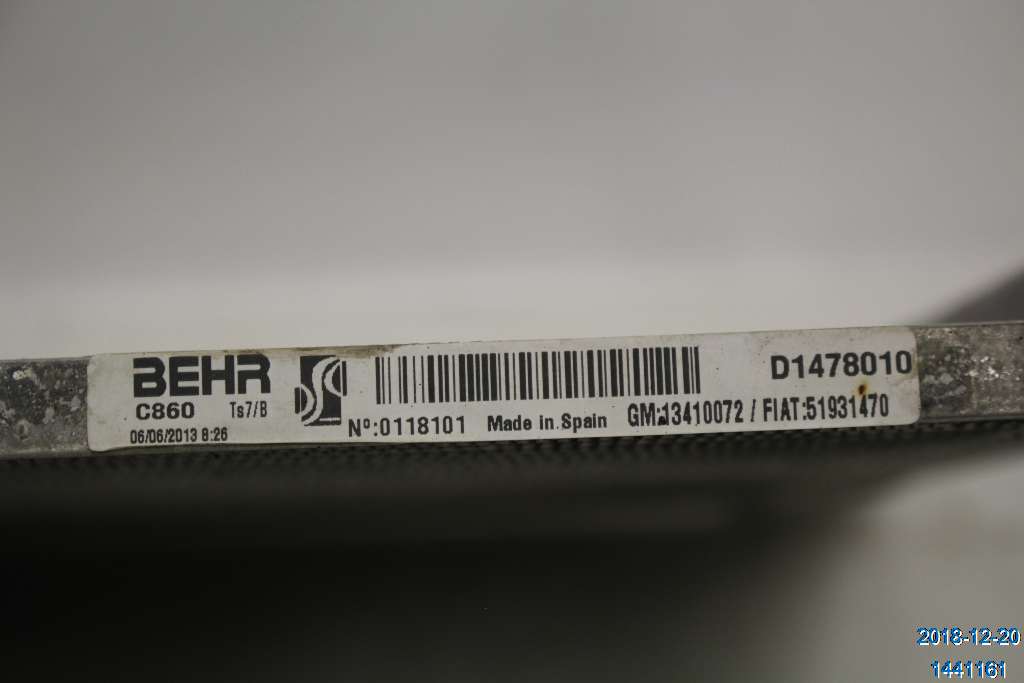 BEHR
C860 Ts7/B
06/06/2013 8:26
Nº:0118101 Made in Spain
D1478010
GM:13410072 / FIAT:51931470
2018-12-20
1441161